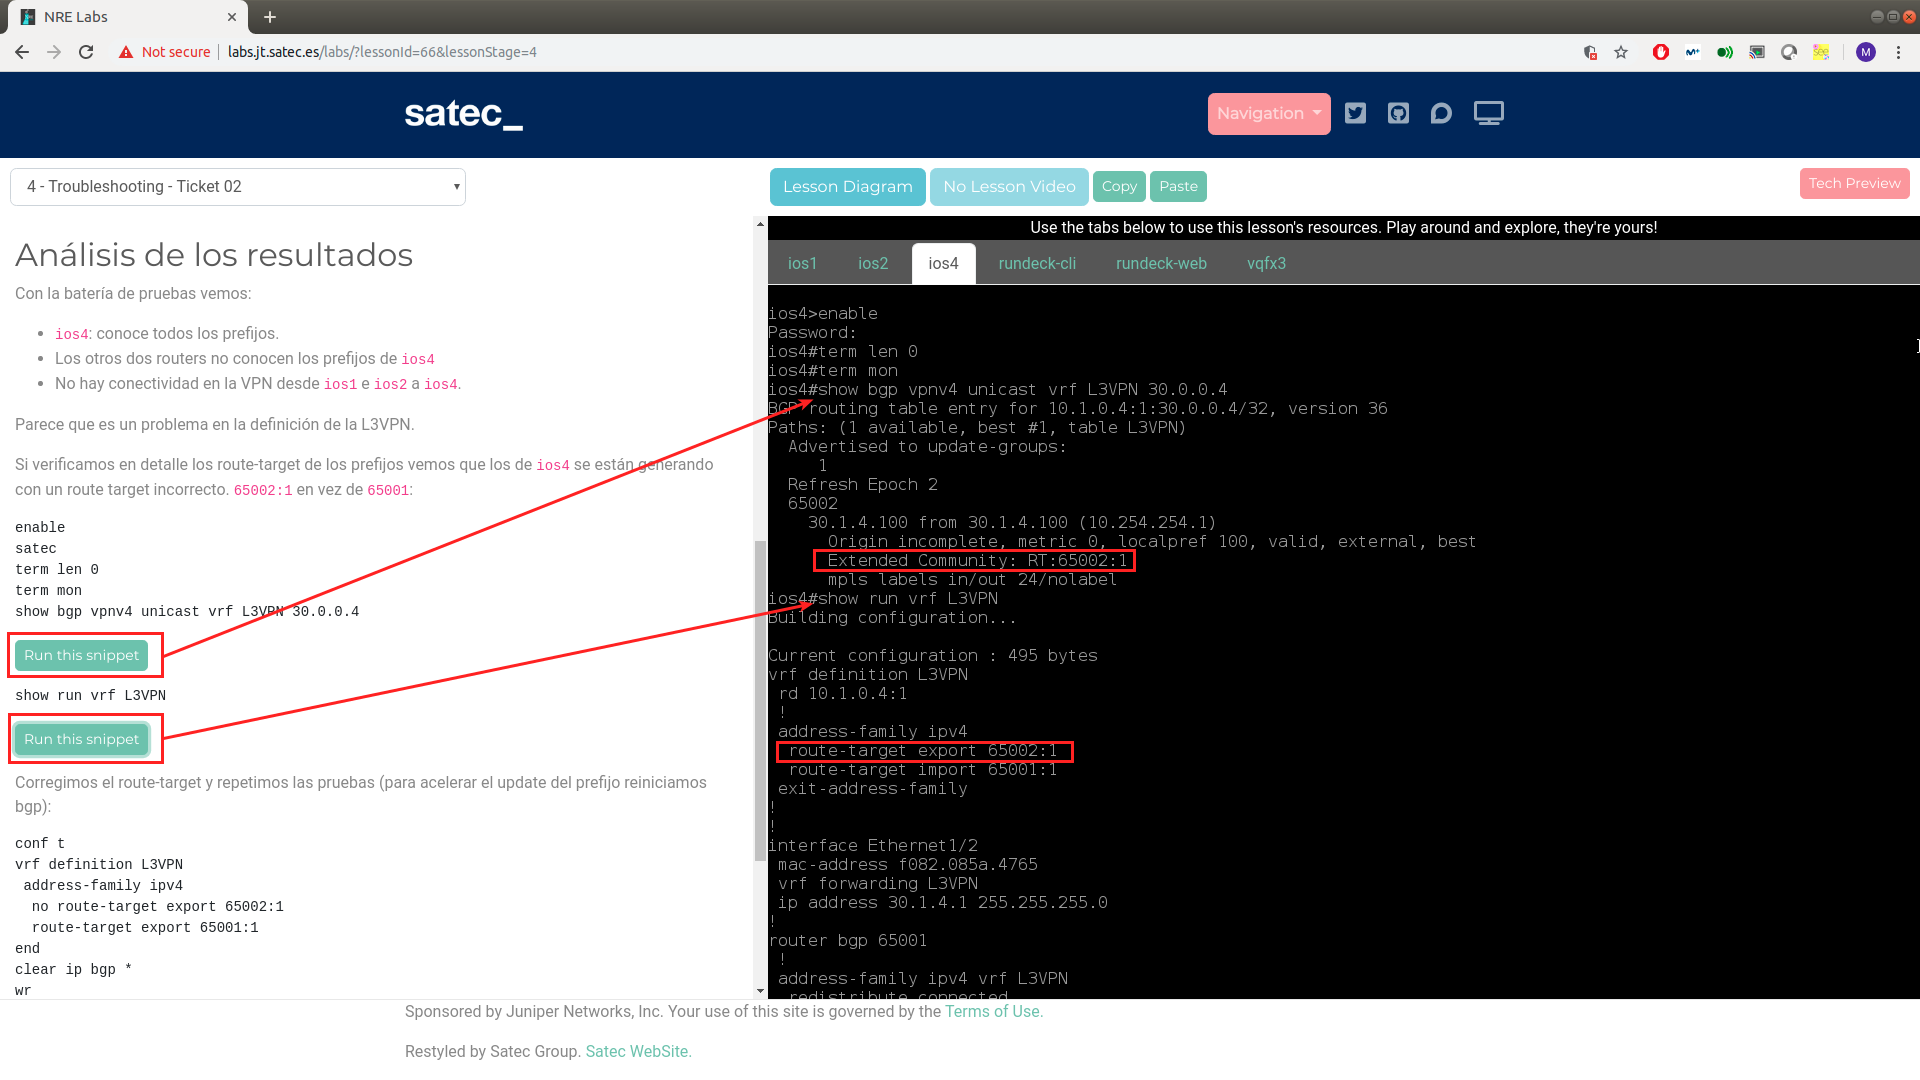 NRE Labs
Not secure
labs.jt.satec.es/labs/?lessonId=66&lessonStage=4
M
satec_
Navigation
4 - Troubleshooting - Ticket 02
Lesson Diagram
No Lesson Video
Copy
Paste
Tech Preview
Análisis de los resultados
Con la batería de pruebas vemos:
ios4: conoce todos los prefijos.
Los otros dos routers no conocen los prefijos de ios4
No hay conectividad en la VPN desde ios1 e ios2 a ios4.
Parece que es un problema en la definición de la L3VPN.
Si verificamos en detalle los route-target de los prefijos vemos que los de ios4 se están generando
con un route target incorrecto. 65002:1 en vez de 65001:
enable
satec
term len 0
term mon
show bgp vpnv4 unicast vrf L3VPN 30.0.0.4
Run this snippet
show run vrf L3VPN
Run this snippet
Corregimos el route-target y repetimos las pruebas (para acelerar el update del prefijo reiniciamos
bgp):
conf t
vrf definition L3VPN
address-family ipv4
no route-target export 65002:1
route-target export 65001:1
end
clear ip bgp *
wr
Use the tabs below to use this lesson's resources. Play around and explore, they're yours!
ios1
ios2
ios4
rundeck-cli
rundeck-web
vqfx3
ios4>enable
Password:
ios4#term len 0
ios4#term mon
ios4#show bgp vpnv4 unicast vrf L3VPN 30.0.0.4
BGP routing table entry for 10.1.0.4:1:30.0.0.4/32, version 36
Paths: (1 available, best #1, table L3VPN)
Advertised to update-groups:
1
Refresh Epoch 2
65002
30.1.4.100 from 30.1.4.100 (10.254.254.1)
Origin incomplete, metric 0, localpref 100, valid, external, best
Extended Community: RT:65002:1
mpls labels in/out 24/nolabel
ios4#show run vrf L3VPN
Building configuration...
Current configuration : 495 bytes
vrf definition L3VPN
rd 10.1.0.4:1
!
address-family ipv4
route-target export 65002:1
route-target import 65001:1
exit-address-family
!
!
interface Ethernet1/2
mac-address f082.085a.4765
vrf forwarding L3VPN
ip address 30.1.4.1 255.255.255.0
!
router bgp 65001
!
address-family ipv4 vrf L3VPN
redistribute connected
Sponsored by Juniper Networks, Inc. Your use of this site is governed by the Terms of Use.
Restyled by Satec Group. Satec WebSite.